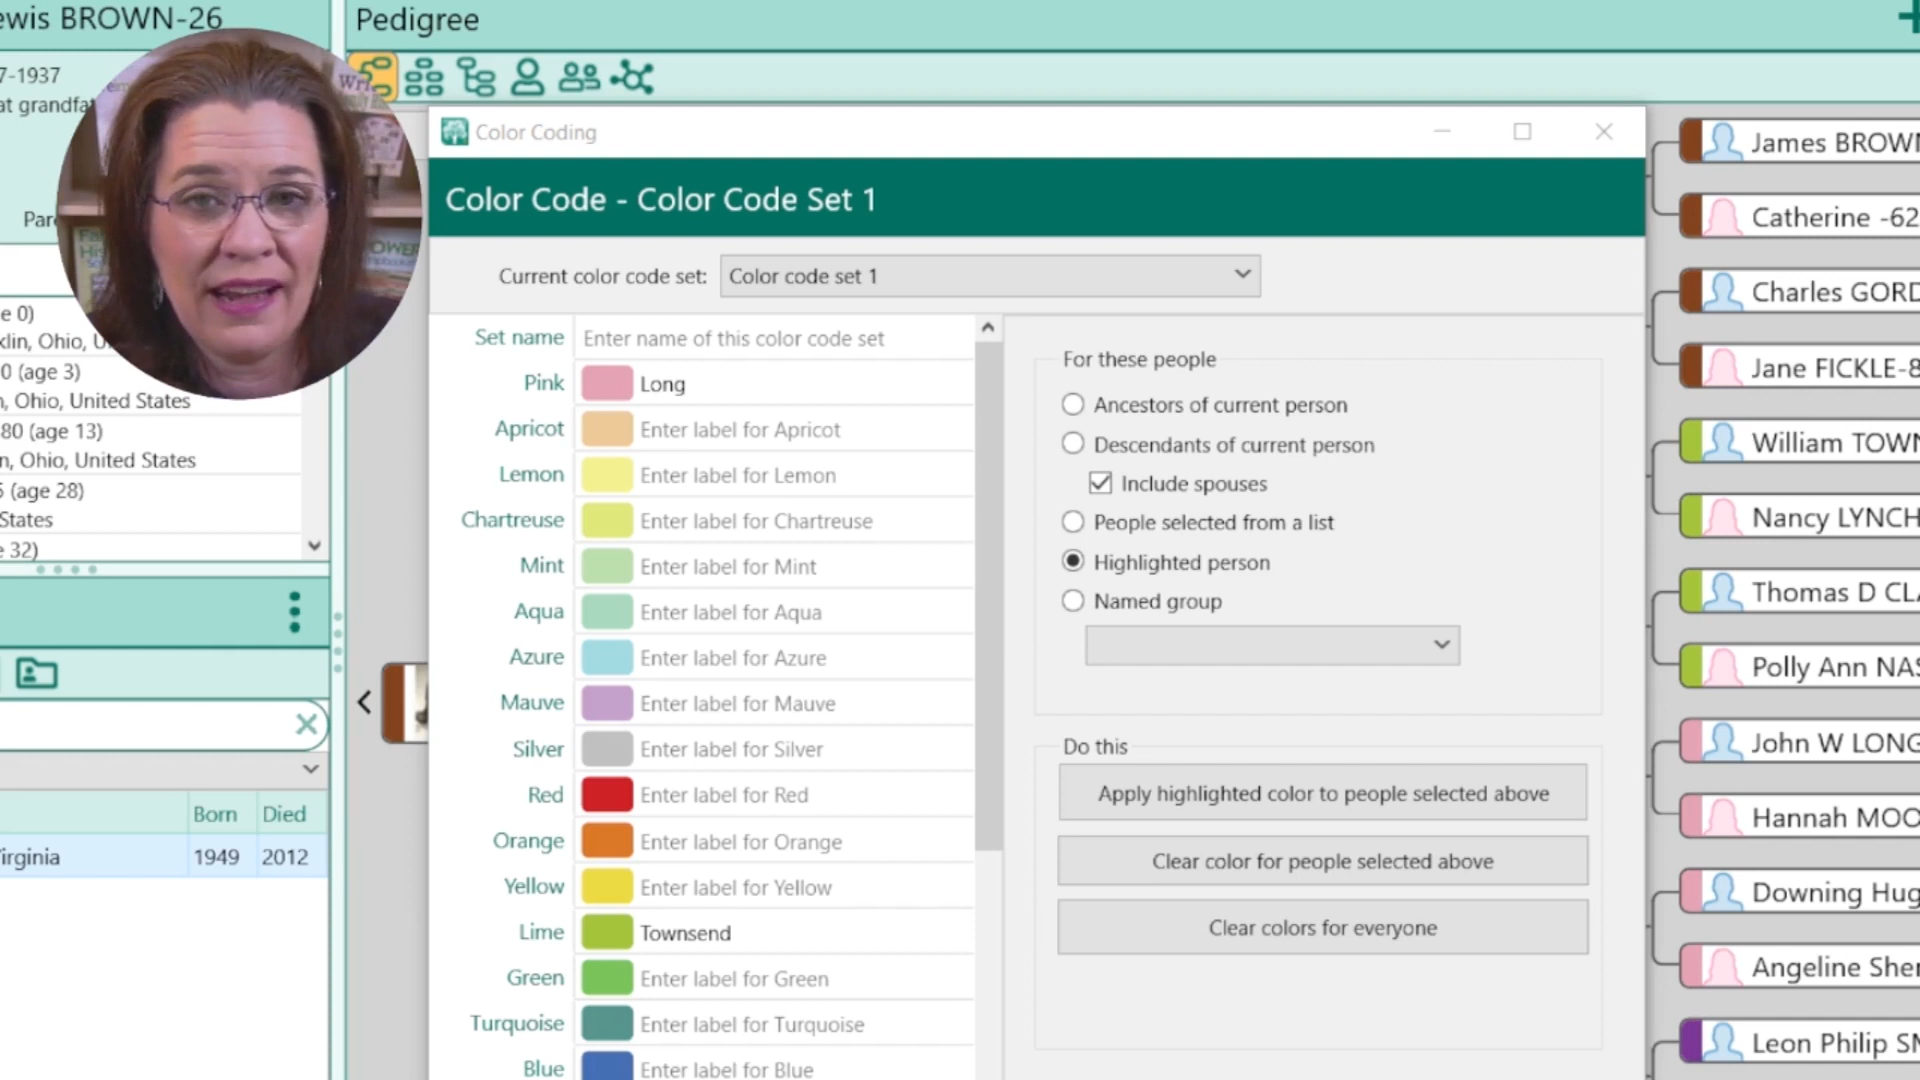 ewis BROWN-26
7-1937
at grandfat
Par
e 0)
klin, Ohio, U
0 (age 3)
n, Ohio, United States
80 (age 13)
n, Ohio, United States
5 (age 28)
States
e 32)
Born Died
irginia 1949 2012
Pedigree
Color Coding
Color Code - Color Code Set 1
Current color code set: Color code set 1
Set name Enter name of this color code set
Pink Long
Apricot Enter label for Apricot
Lemon Enter label for Lemon
Chartreuse Enter label for Chartreuse
Mint Enter label for Mint
Aqua Enter label for Aqua
Azure Enter label for Azure
Mauve Enter label for Mauve
Silver Enter label for Silver
Red Enter label for Red
Orange Enter label for Orange
Yellow Enter label for Yellow
Lime Townsend
Green Enter label for Green
Turquoise Enter label for Turquoise
Blue Enter label for Blue
For these people
Ancestors of current person
Descendants of current person
Include spouses
People selected from a list
Highlighted person
Named group
Do this
Apply highlighted color to people selected above
Clear color for people selected above
Clear colors for everyone
James BROWN
Catherine -62
Charles GORD
Jane FICKLE-8
William TOWN
Nancy LYNCH
Thomas D CLA
Polly Ann NAS
John W LONG
Hannah MOO
Downing Hug
Angeline Sher
Leon Philip SM